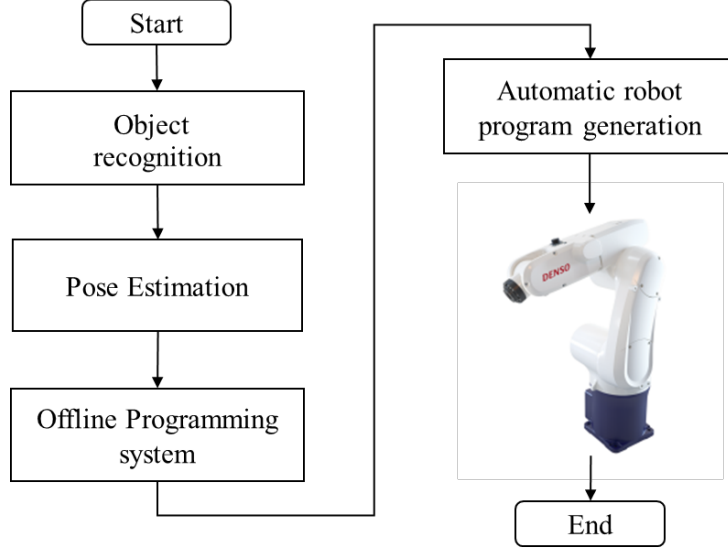 Start
Object
recognition
Pose Estimation
Offline Programming
system
Automatic robot
program generation
DENSO
End